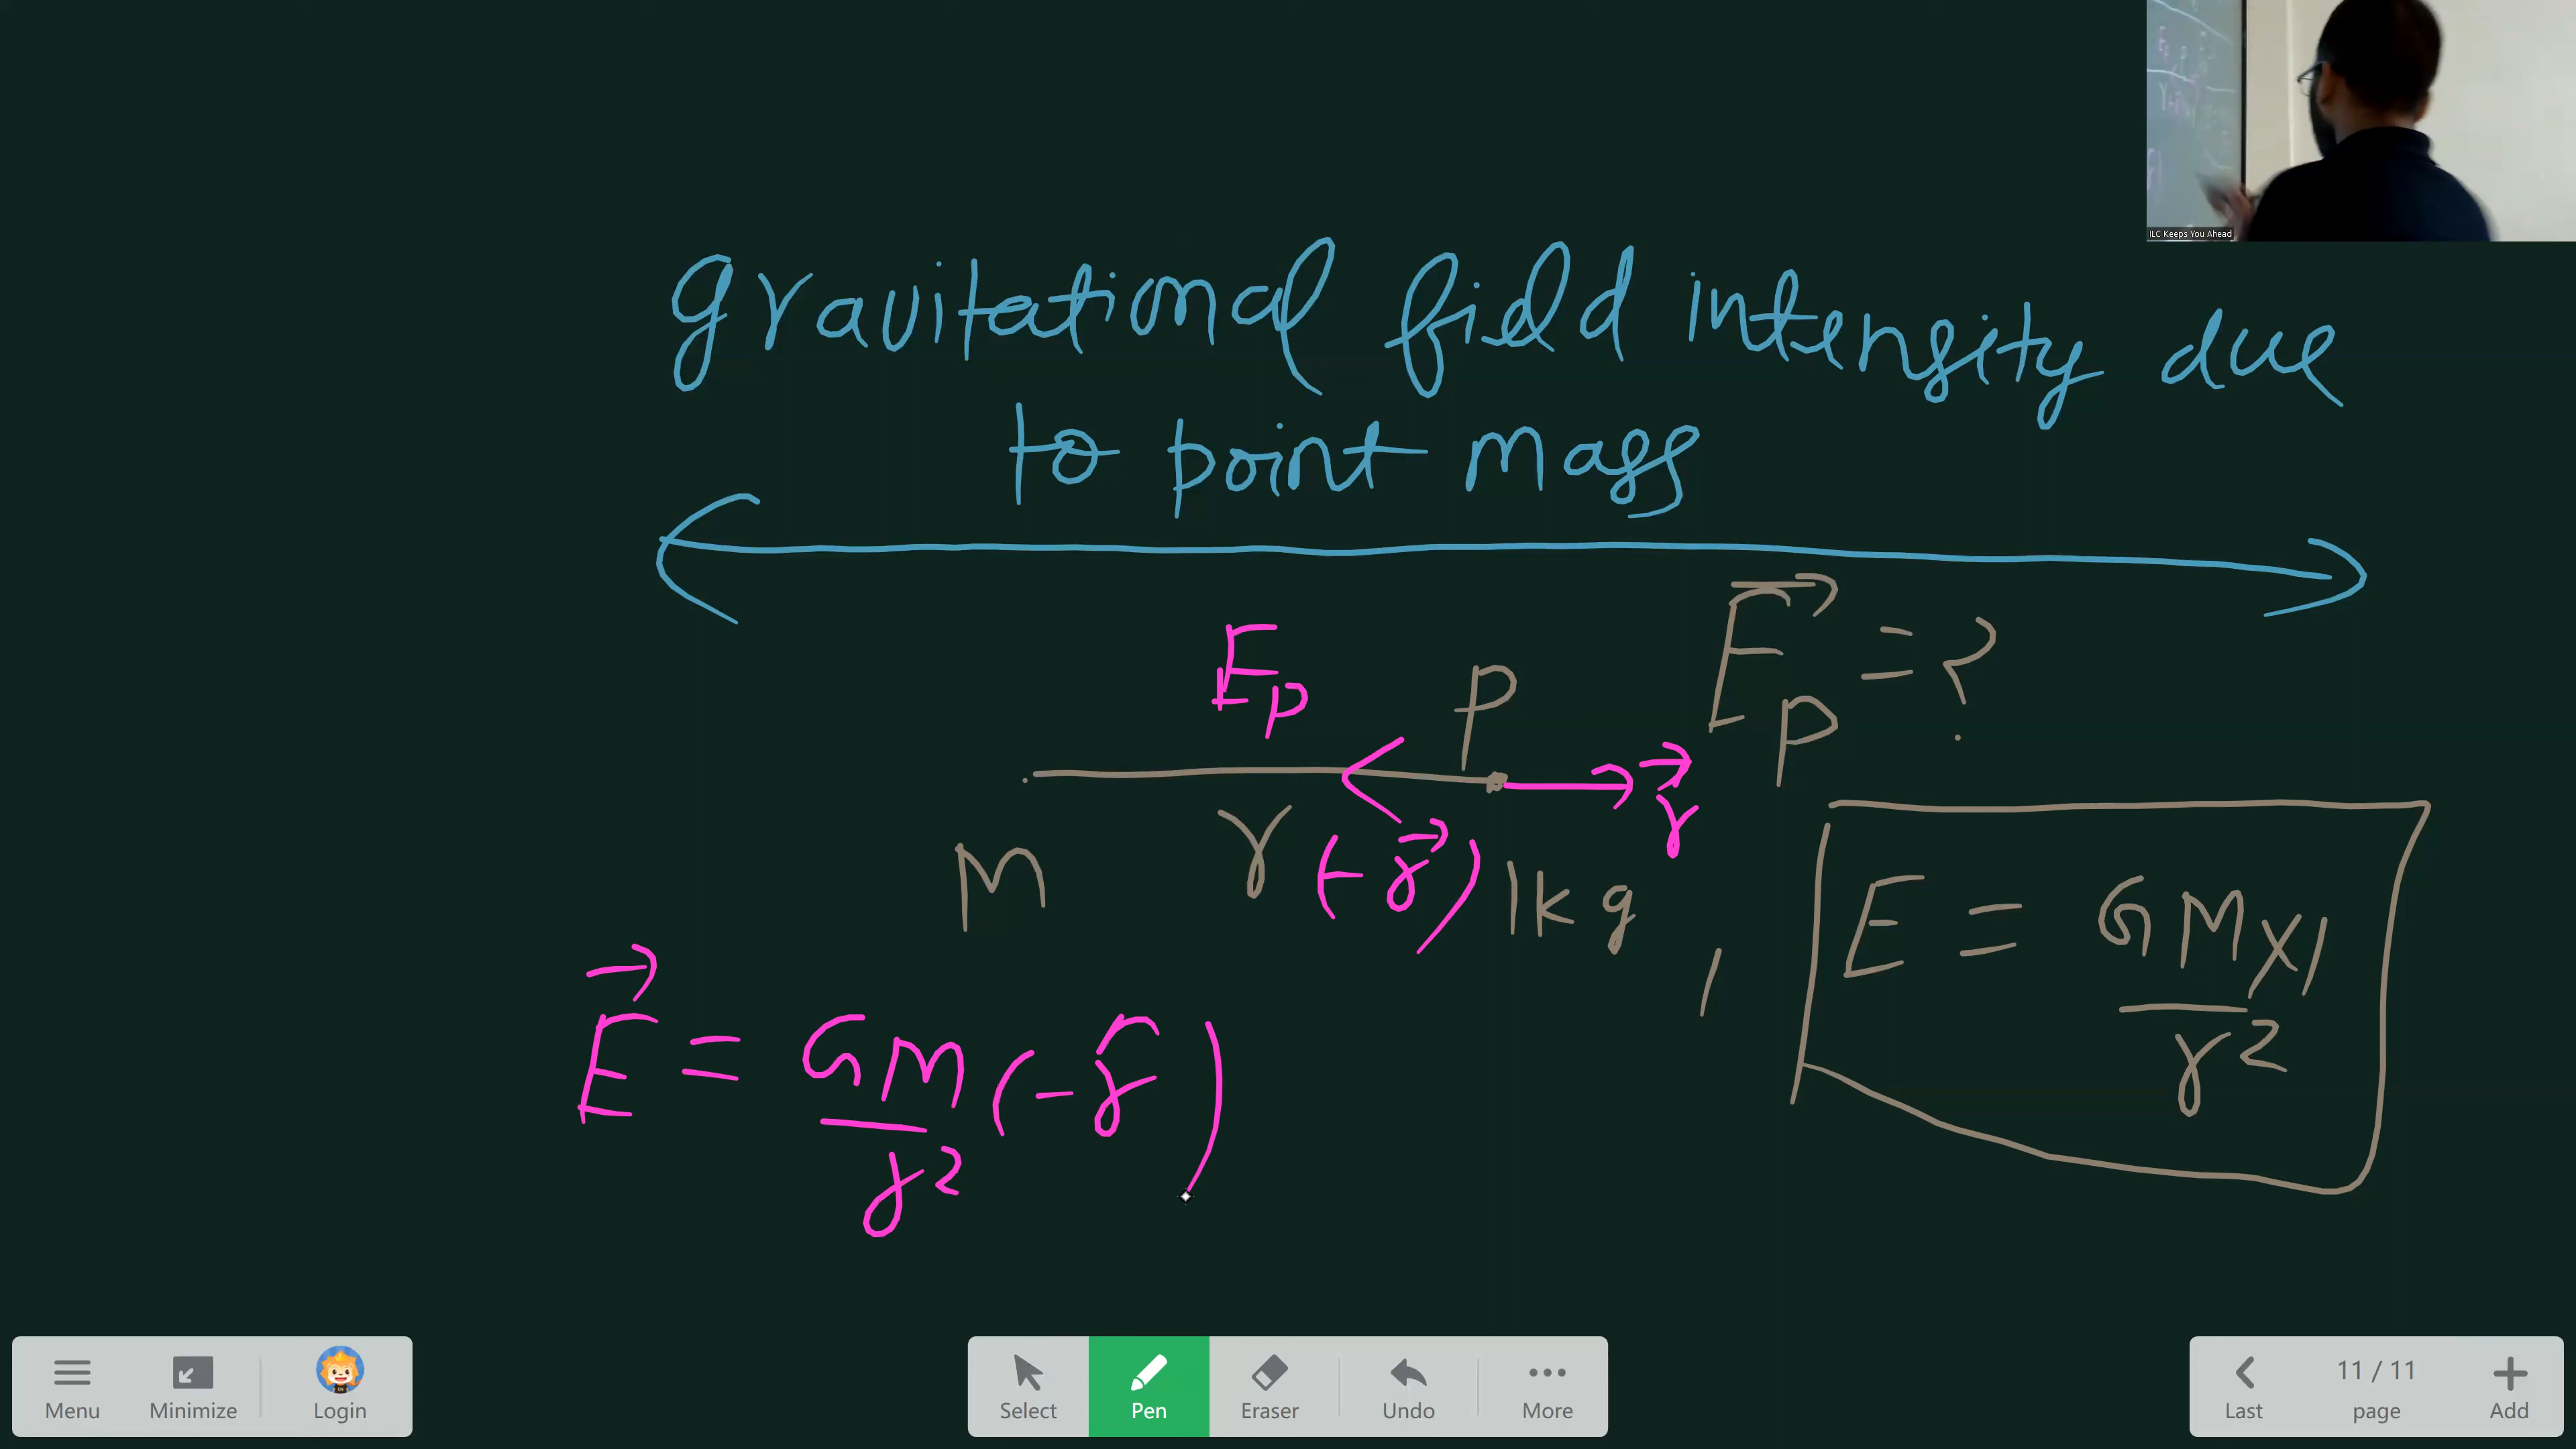 ILC Keeps You Ahead
gravitational field intensity due
to point mass
E⃗p = ?
Ep
P
r⃗
M
r
(-r⃗)
1kg,
E = GM×1
r²
E⃗ = GM(-r̂)
r²
Menu
Minimize
Login
Select
Pen
Eraser
Undo
More
Last
11 / 11
page
Add